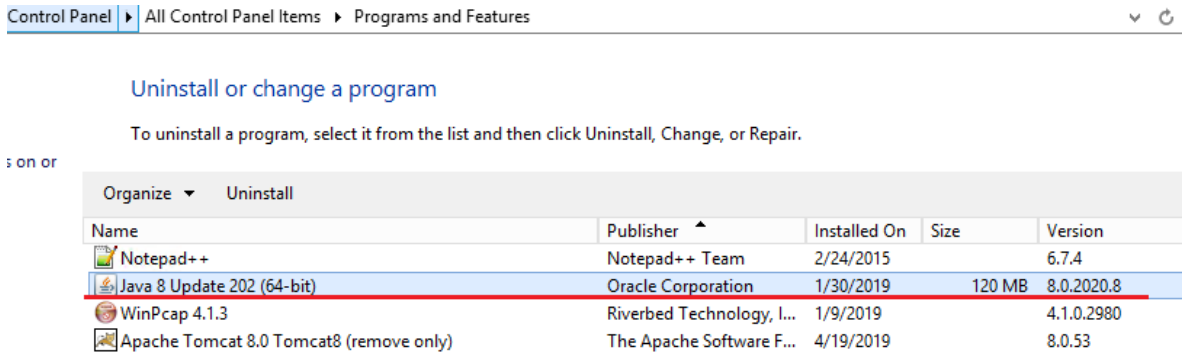 Control Panel All Control Panel Items Programs and Features
Uninstall or change a program
To uninstall a program, select it from the list and then click Uninstall, Change, or Repair.
s on or
Organize Uninstall
Name Publisher Installed On Size Version
Notepad++ Notepad++ Team 2/24/2015 6.7.4
Java 8 Update 202 (64-bit) Oracle Corporation 1/30/2019 120 MB 8.0.2020.8
WinPcap 4.1.3 Riverbed Technology, I... 1/9/2019 4.1.0.2980
Apache Tomcat 8.0 Tomcat8 (remove only) The Apache Software F... 4/19/2019 8.0.53